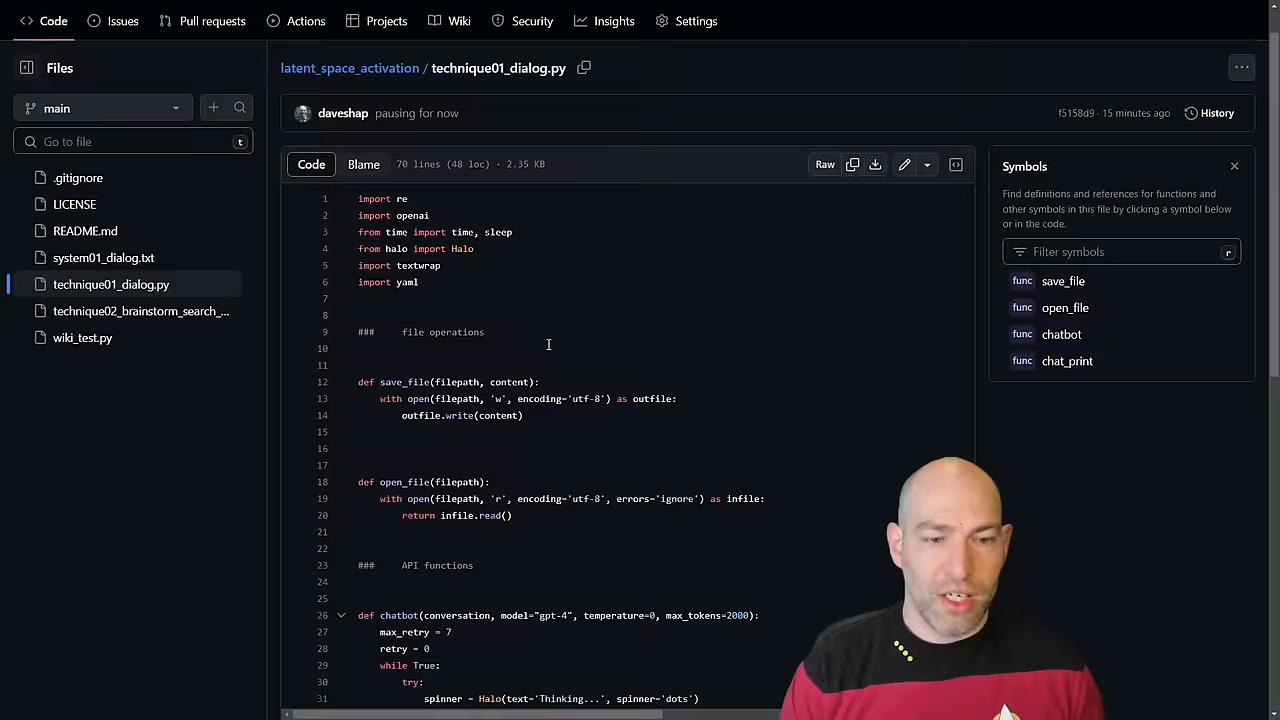 Code Issues Pull requests Actions Projects Wiki Security Insights Settings
Files
main
Go to file t
.gitignore
LICENSE
README.md
system01_dialog.txt
technique01_dialog.py
technique02_brainstorm_search_...
wiki_test.py
latent_space_activation / technique01_dialog.py
daveshap pausing for now f5158d9 · 15 minutes ago History
Code Blame 70 lines (48 loc) · 2.35 KB Raw
1 import re
2 import openai
3 from time import time, sleep
4 from halo import Halo
5 import textwrap
6 import yaml
7
8
9 ### file operations
10
11
12 def save_file(filepath, content):
13 with open(filepath, 'w', encoding='utf-8') as outfile:
14 outfile.write(content)
15
16
17
18 def open_file(filepath):
19 with open(filepath, 'r', encoding='utf-8', errors='ignore') as infile:
20 return infile.read()
21
22
23 ### API functions
24
25
26 def chatbot(conversation, model="gpt-4", temperature=0, max_tokens=2000):
27 max_retry = 7
28 retry = 0
29 while True:
30 try:
31 spinner = Halo(text='Thinking...', spinner='dots')
Symbols
Find definitions and references for functions and
other symbols in this file by clicking a symbol below
or in the code.
Filter symbols r
func save_file
func open_file
func chatbot
func chat_print